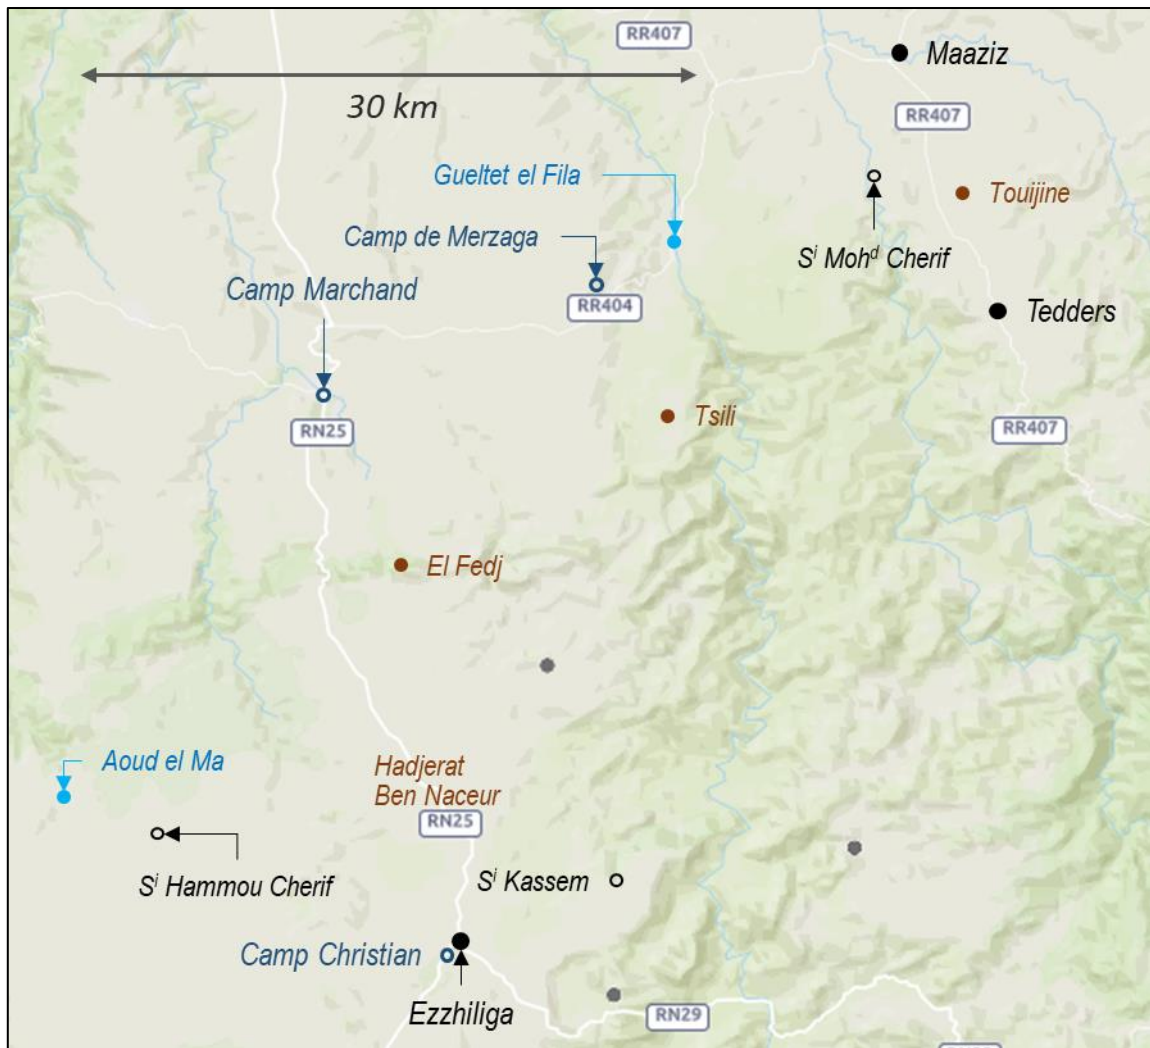 RR407
Maaziz
30 km
RR407
Gueltet el Fila
Touijine
Camp de Merzaga
Sⁱ Mohᵈ Cherif
Camp Marchand
RR404
Tedders
Tsili
RN25
RR407
El Fedj
Aoud el Ma
Hadjerat
Ben Naceur
RN25
Sⁱ Hammou Cherif
Sⁱ Kassem
Camp Christian
Ezzhiliga
RN29